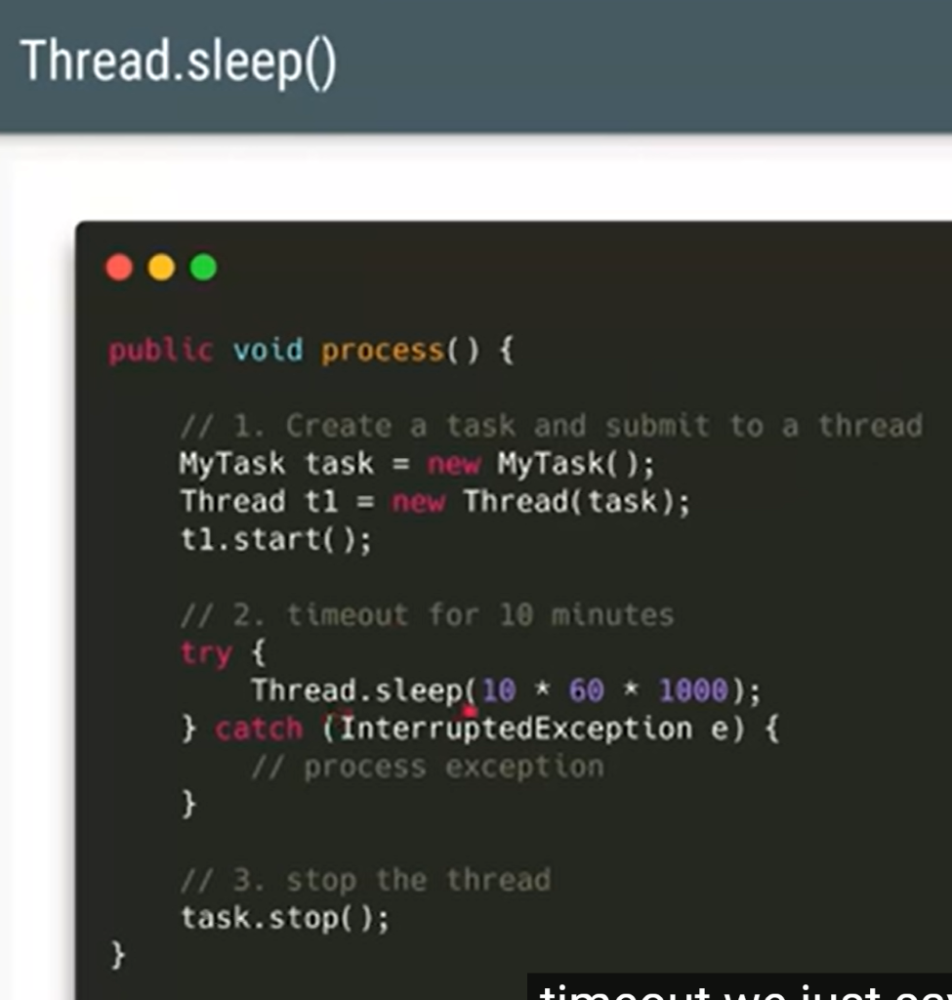 Thread.sleep()
public void process() {
// 1. Create a task and submit to a thread
MyTask task = new MyTask();
Thread t1 = new Thread(task);
t1.start();
// 2. timeout for 10 minutes
try {
Thread.sleep(10 * 60 * 1000);
} catch (InterruptedException e) {
// process exception
}
// 3. stop the thread
task.stop();
}
timeout we just